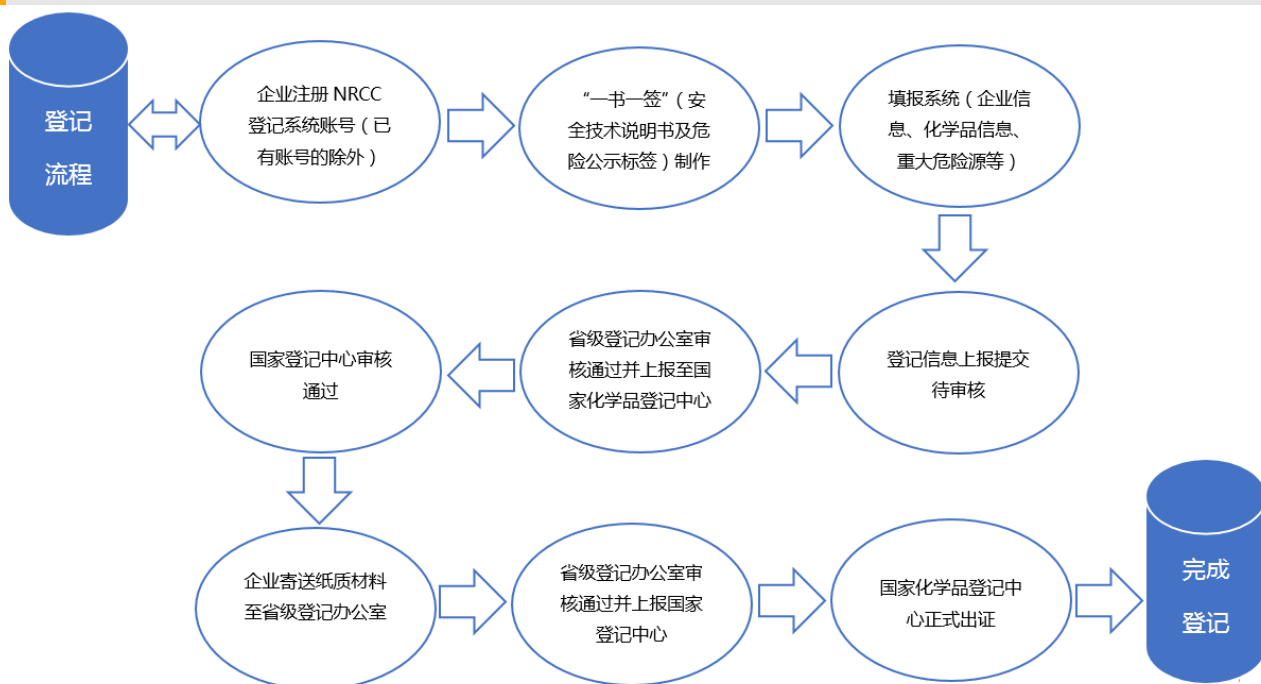 登记
流程
企业注册 NRCC
登记系统账号（已
有账号的除外）
“一书一签”（安
全技术说明书及危
险公示标签）制作
填报系统（企业信
息、化学品信息、
重大危险源等）
登记信息上报提交
待审核
省级登记办公室审
核通过并上报至国
家化学品登记中心
国家登记中心审核
通过
企业寄送纸质材料
至省级登记办公室
省级登记办公室审
核通过并上报国家
登记中心
国家化学品登记中
心正式出证
完成
登记